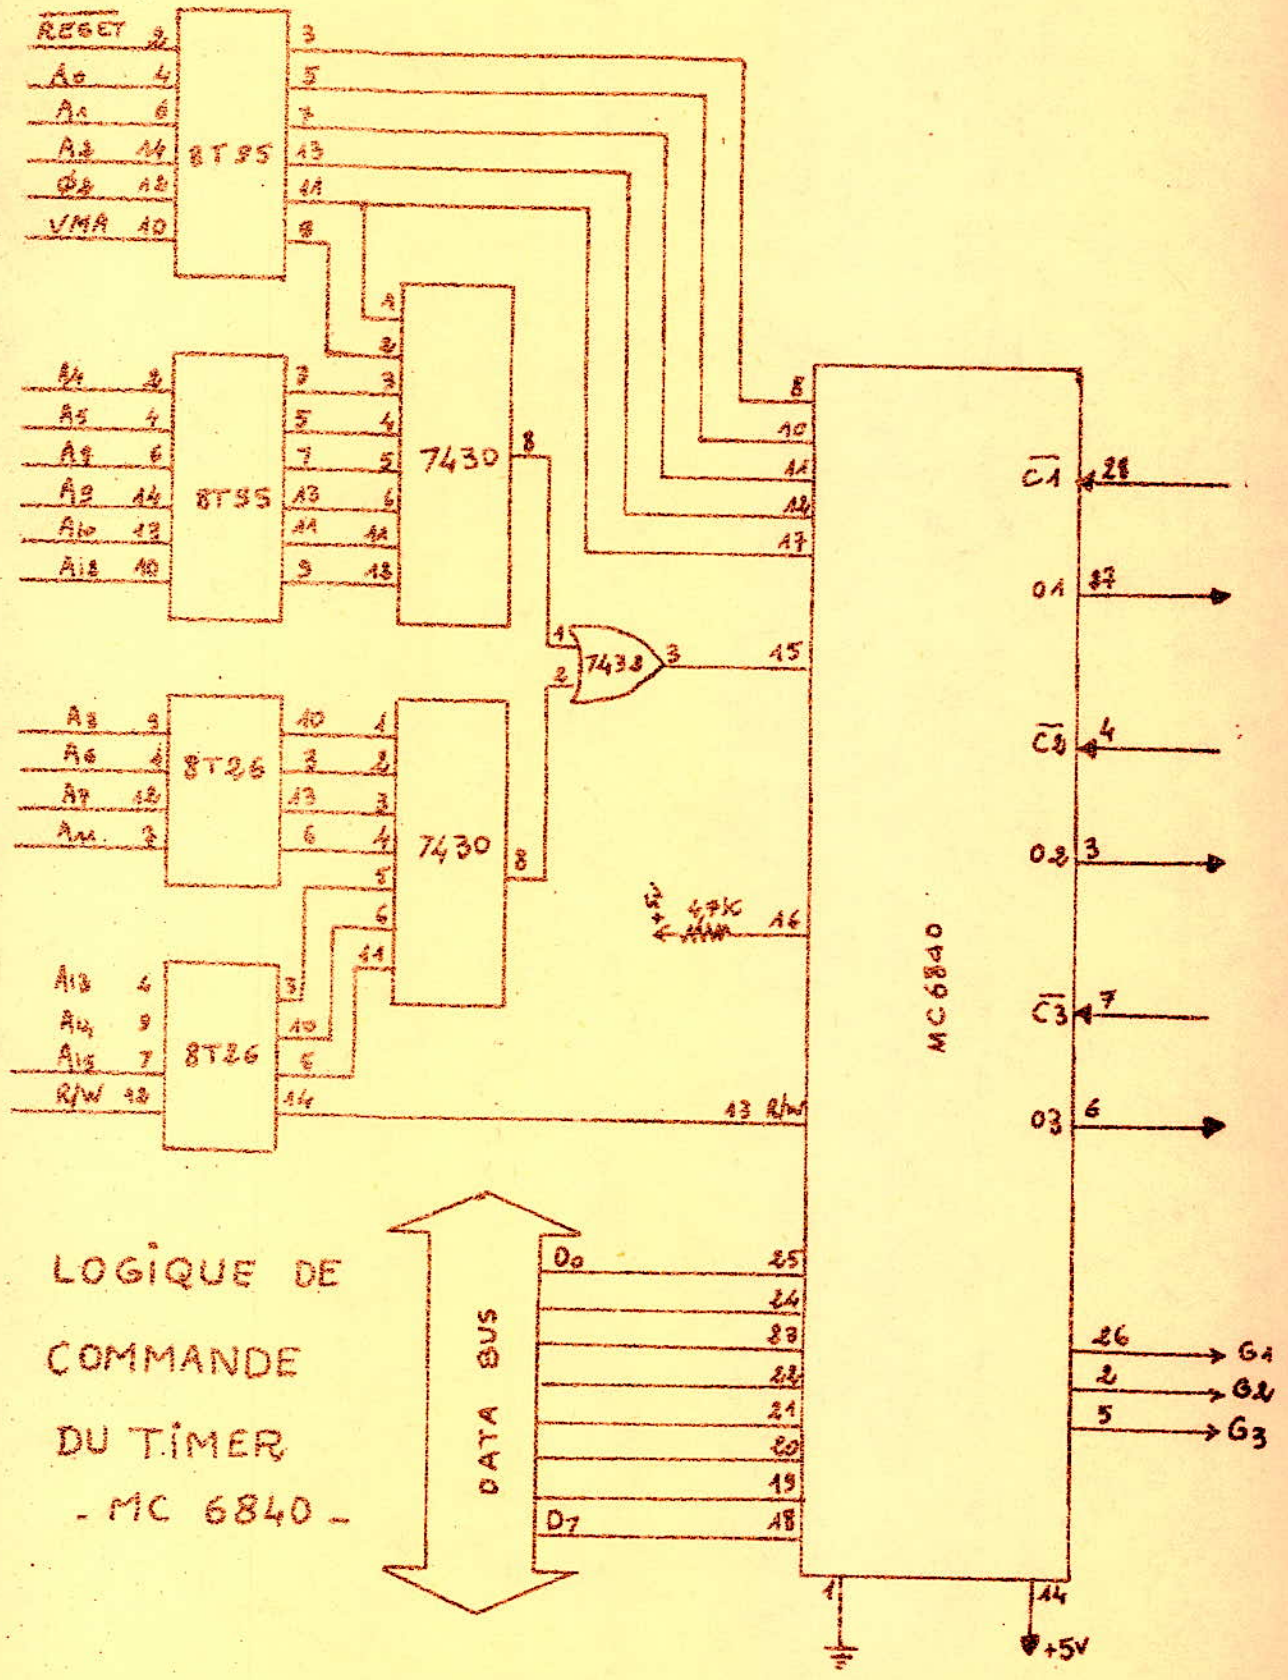 RESET 2
A0 4
A1 6
A2 14
Φ2 12
VMA 10
8T95
3
5
7
13
11
9
A4 2
A5 4
A9 14
A10 12
A12 10
8T95
3
5
7
13
11
9
1
2
3
4
5
6
11
12
7430
8
A3 9
A6 4
A7 12
A11 7
8T26
10
3
13
6
1
2
3
4
5
6
11
7430
8
A13 4
A14 9
A15 7
R/W 12
8T26
3
10
6
14
1
2
7432
3
8
10
11
12
17
15
+5V
4,7K
16
13 R/W
MC6840
C1 28
O1 27
C2 4
O2 3
C3 7
O3 6
26 G1
2 G2
5 G3
DATA BUS
D0 25
24
23
22
21
20
19
D7 18
1
14
+5V
LOGIQUE DE
COMMANDE
DU TIMER
- MC 6840 -